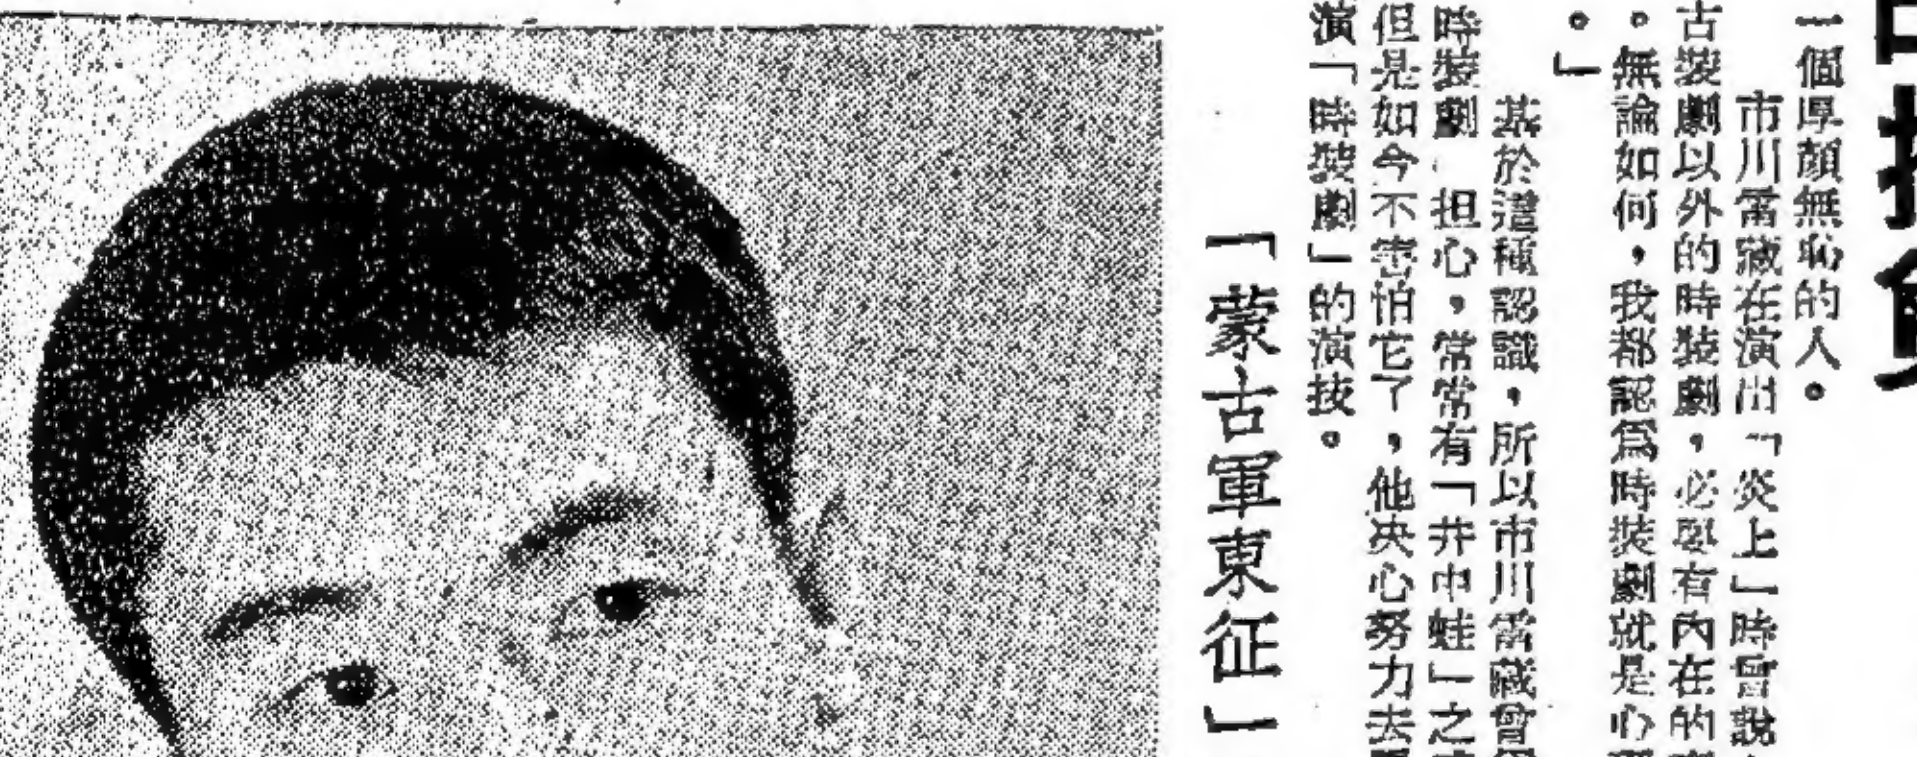 一個厚顏無恥的人。
市川雷藏在演出「炎上」時曾說
古裝劇以外的時裝劇，必要有內在的
。無論如何，我都認爲時裝劇就是心
。」
基於這種認識，所以市川雷藏曾
時裝劇 担心，常常有「井中蛙」之
但是如今不害怕它了，他決心努力去
演「時裝劇」的演技。
「蒙古軍東征」